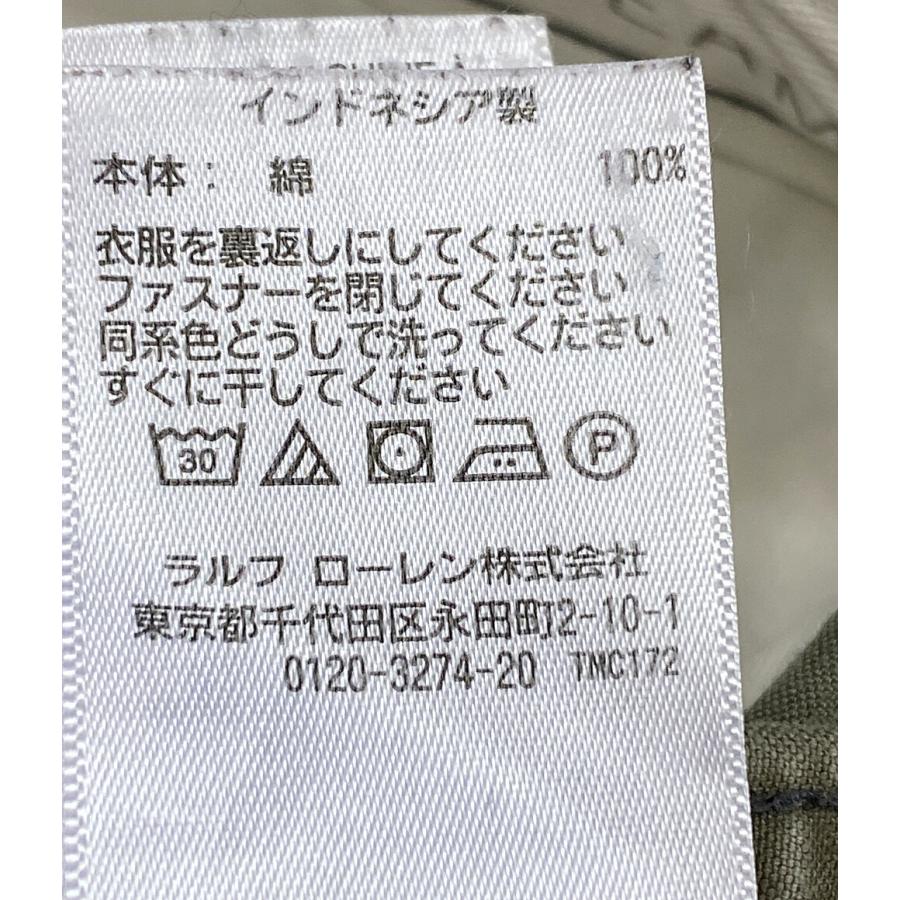 インドネシア製
本体: 綿 100%
衣服を裏返しにしてください
ファスナーを閉じてください
同系色どうしで洗ってください
すぐに干してください
30 P
ラルフ ローレン株式会社
東京都千代田区永田町2-10-1
0120-3274-20 TMC172